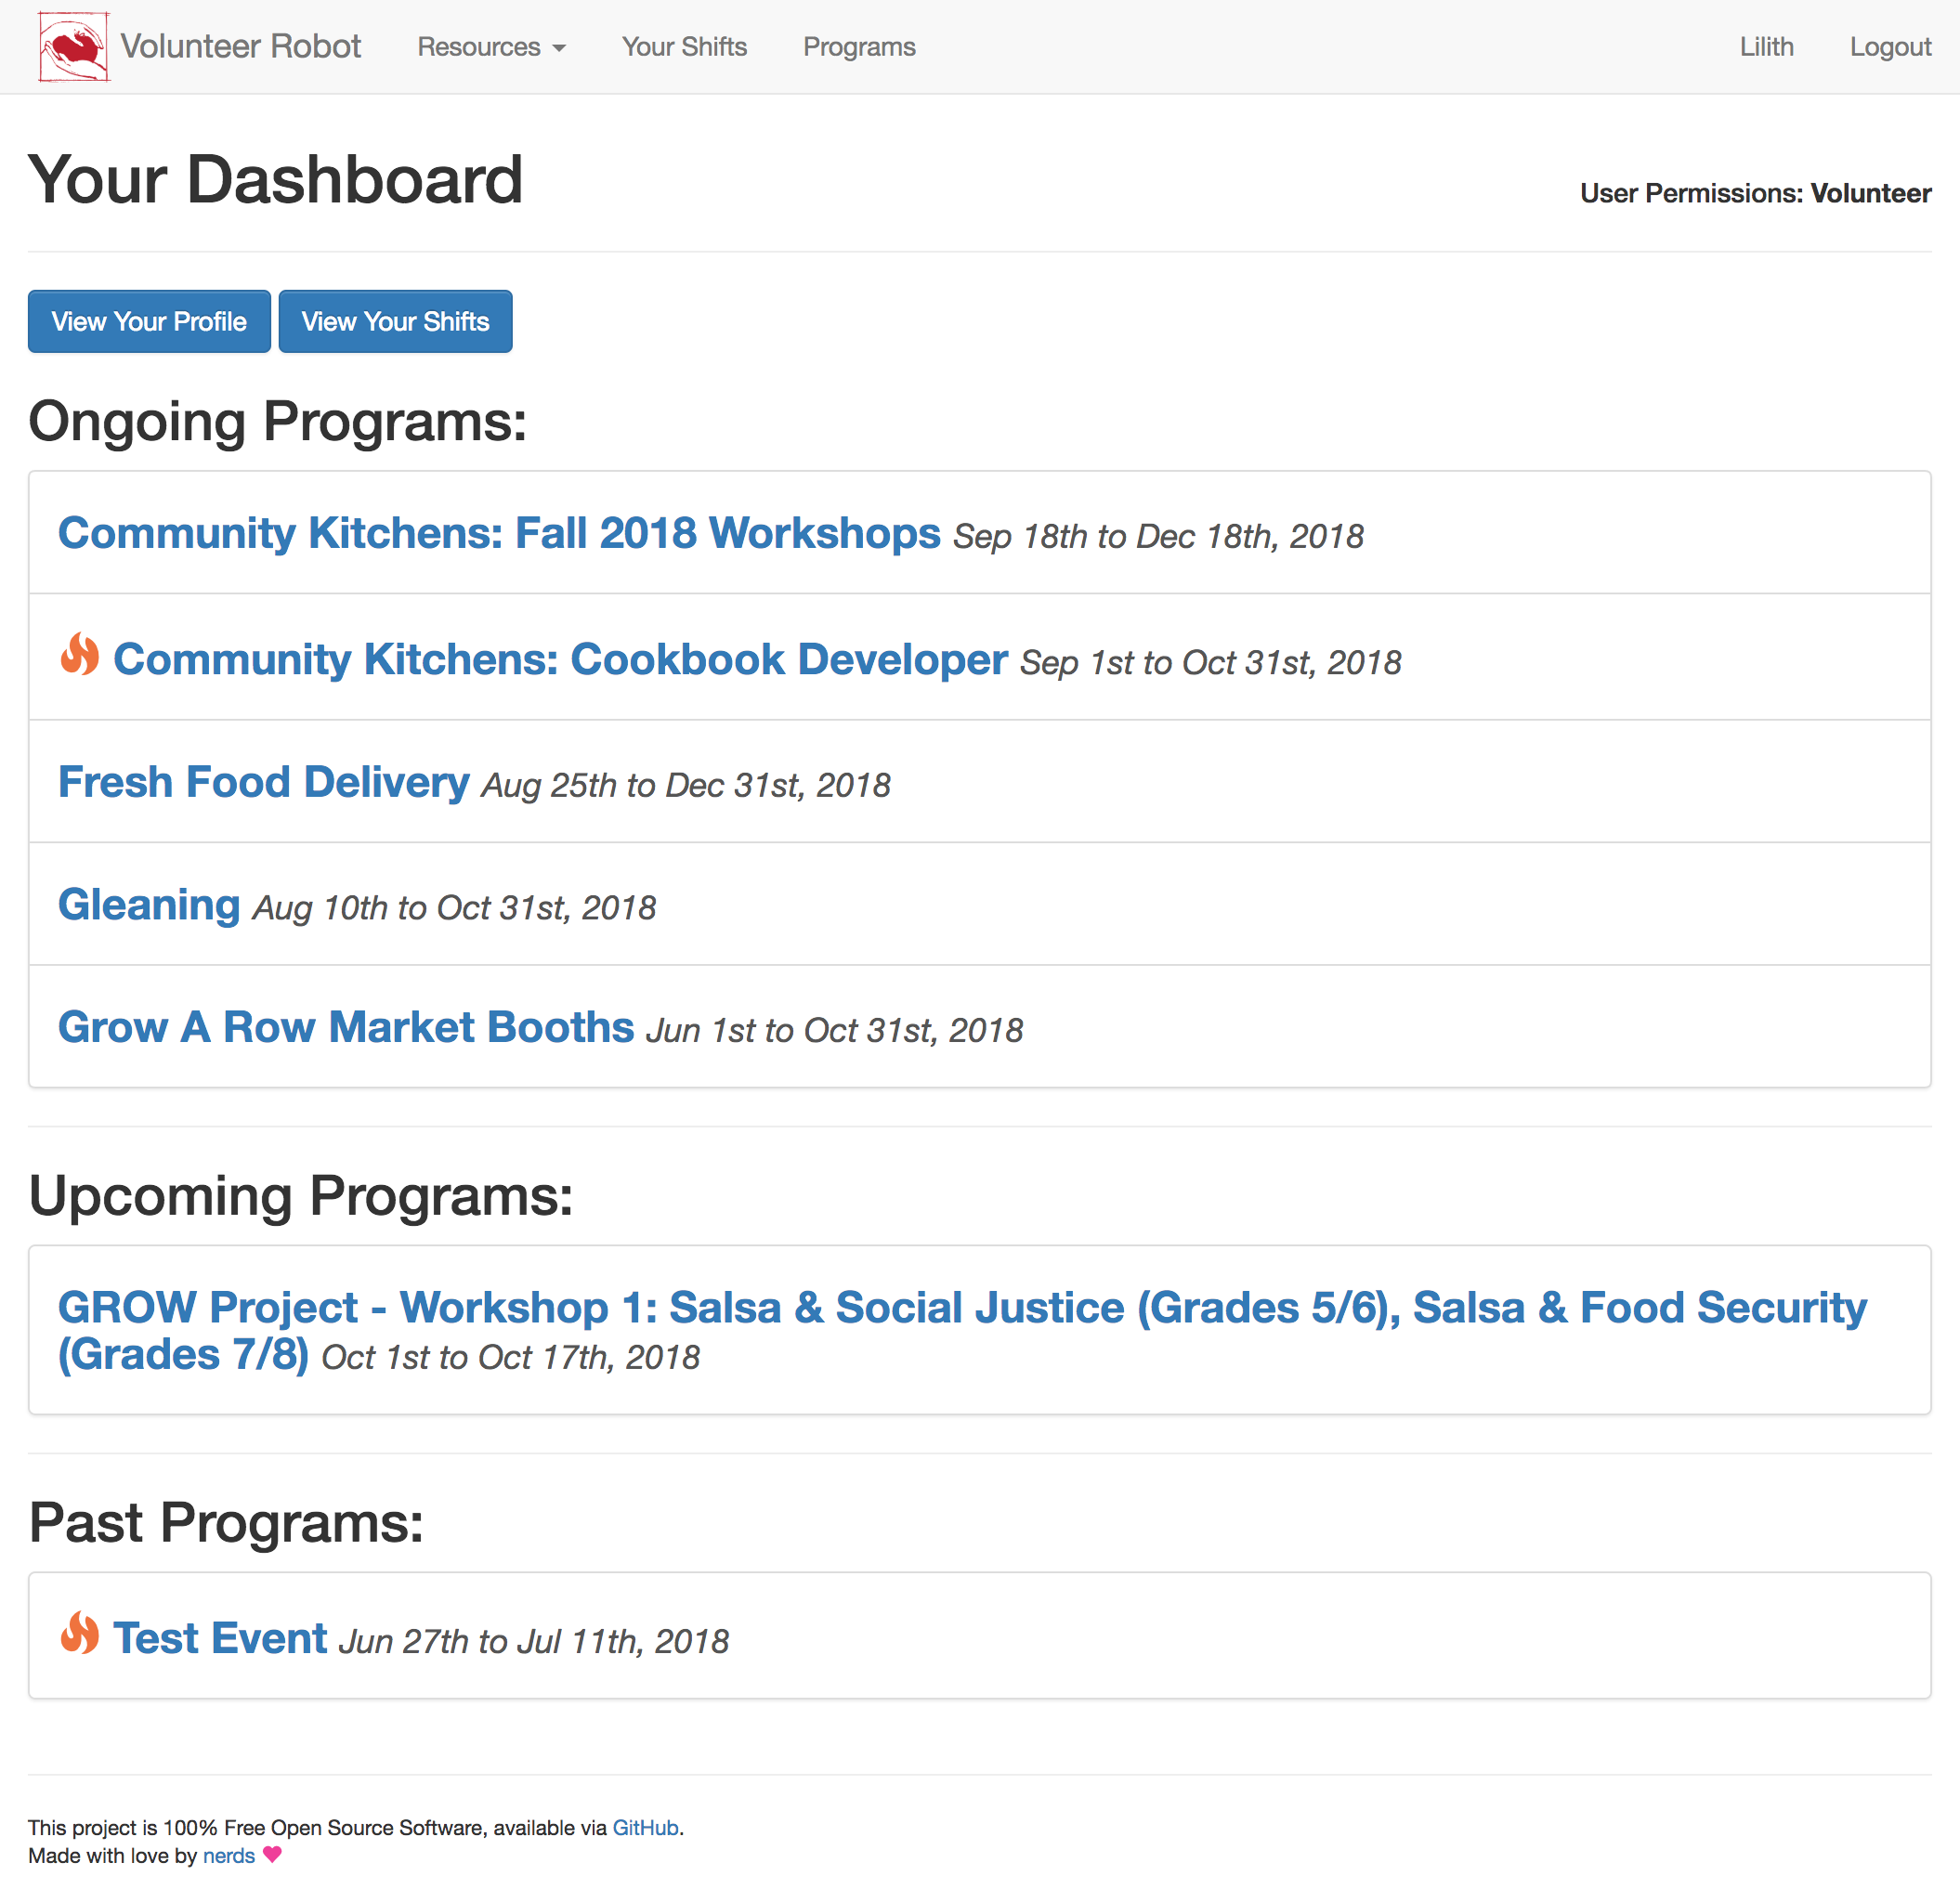 Volunteer Robot Resources Your Shifts Programs Lilith Logout
Your Dashboard
User Permissions: Volunteer
View Your Profile View Your Shifts
Ongoing Programs:
Community Kitchens: Fall 2018 Workshops Sep 18th to Dec 18th, 2018
Community Kitchens: Cookbook Developer Sep 1st to Oct 31st, 2018
Fresh Food Delivery Aug 25th to Dec 31st, 2018
Gleaning Aug 10th to Oct 31st, 2018
Grow A Row Market Booths Jun 1st to Oct 31st, 2018
Upcoming Programs:
GROW Project - Workshop 1: Salsa & Social Justice (Grades 5/6), Salsa & Food Security
(Grades 7/8) Oct 1st to Oct 17th, 2018
Past Programs:
Test Event Jun 27th to Jul 11th, 2018
This project is 100% Free Open Source Software, available via GitHub.
Made with love by nerds